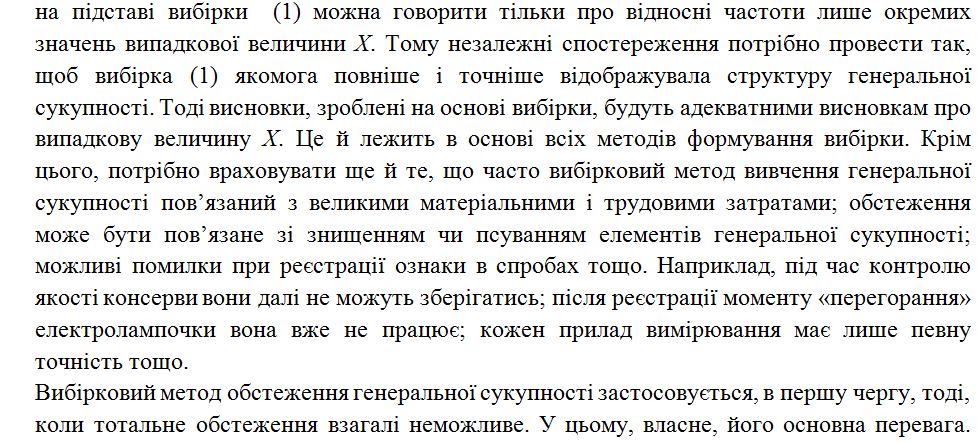 на підставі вибірки (1) можна говорити тільки про відносні частоти лише окремих
значень випадкової величини X. Тому незалежні спостереження потрібно провести так,
щоб вибірка (1) якомога повніше і точніше відображувала структуру генеральної
сукупності. Тоді висновки, зроблені на основі вибірки, будуть адекватними висновкам про
випадкову величину X. Це й лежить в основі всіх методів формування вибірки. Крім
цього, потрібно враховувати ще й те, що часто вибірковий метод вивчення генеральної
сукупності пов’язаний з великими матеріальними і трудовими затратами; обстеження
може бути пов’язане зі знищенням чи псуванням елементів генеральної сукупності;
можливі помилки при реєстрації ознаки в спробах тощо. Наприклад, під час контролю
якості консерви вони далі не можуть зберігатись; після реєстрації моменту «перегорання»
електролампочки вона вже не працює; кожен прилад вимірювання має лише певну
точність тощо.
Вибірковий метод обстеження генеральної сукупності застосовується, в першу чергу, тоді,
коли тотальне обстеження взагалі неможливе. У цьому, власне, його основна перевага.